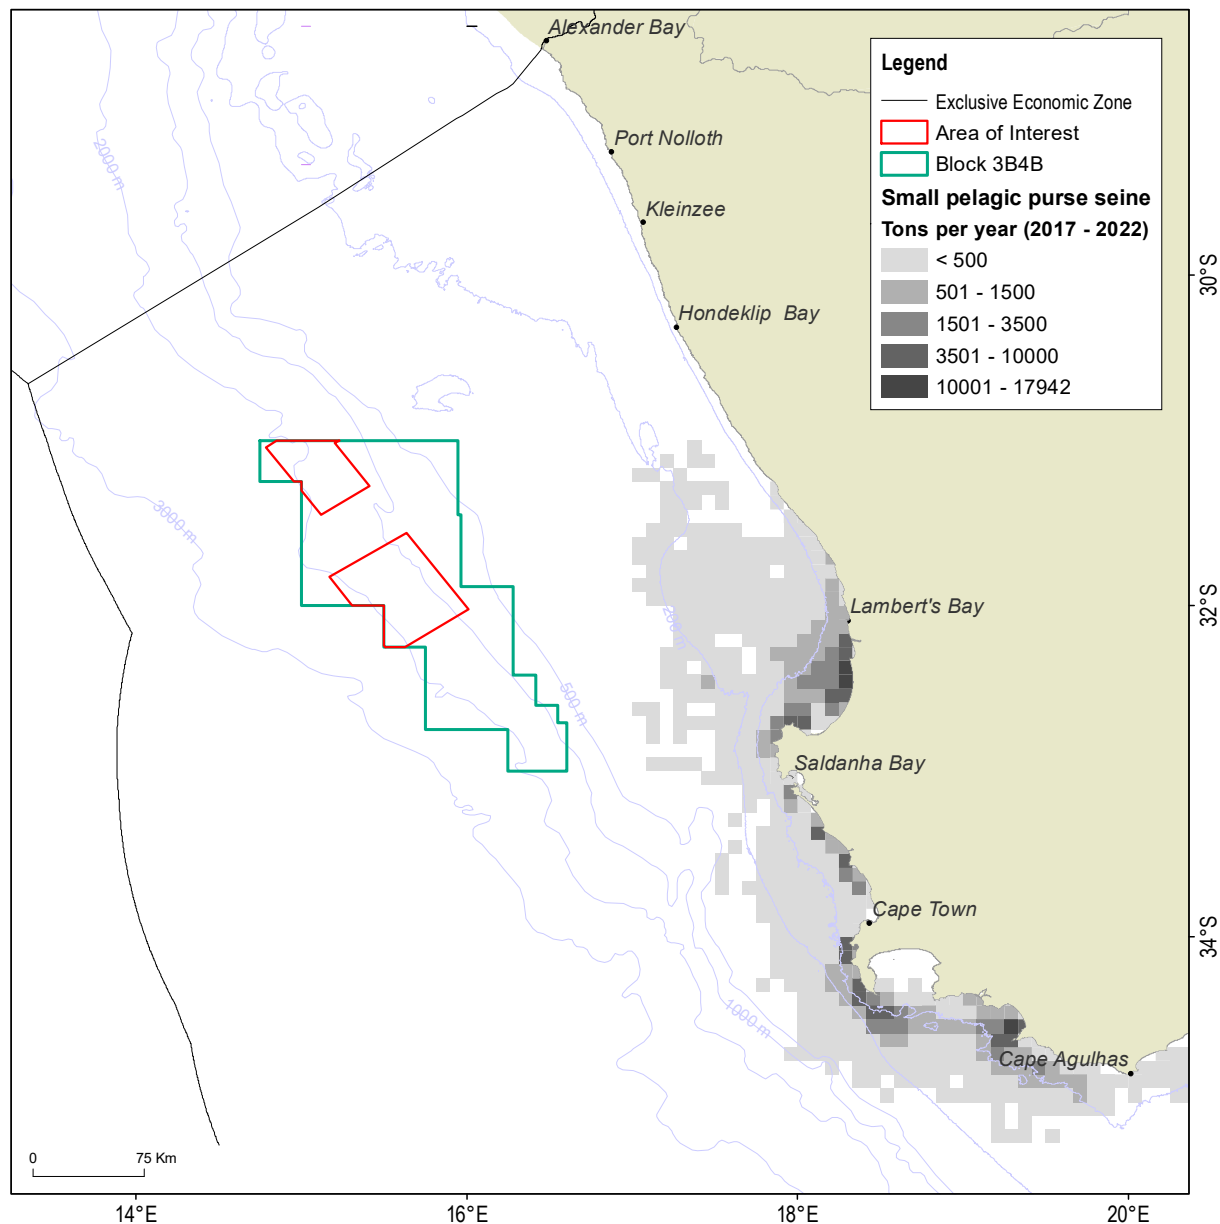 Alexander Bay
Port Nolloth
Kleinzee
Hondeklip Bay
Lambert's Bay
Saldanha Bay
Cape Town
Cape Agulhas
2000 m
3000 m
200 m
500 m
1000 m
Legend
Exclusive Economic Zone
Area of Interest
Block 3B4B
Small pelagic purse seine
Tons per year (2017 - 2022)
< 500
501 - 1500
1501 - 3500
3501 - 10000
10001 - 17942
30°S
32°S
34°S
0 75 Km
14°E 16°E 18°E 20°E